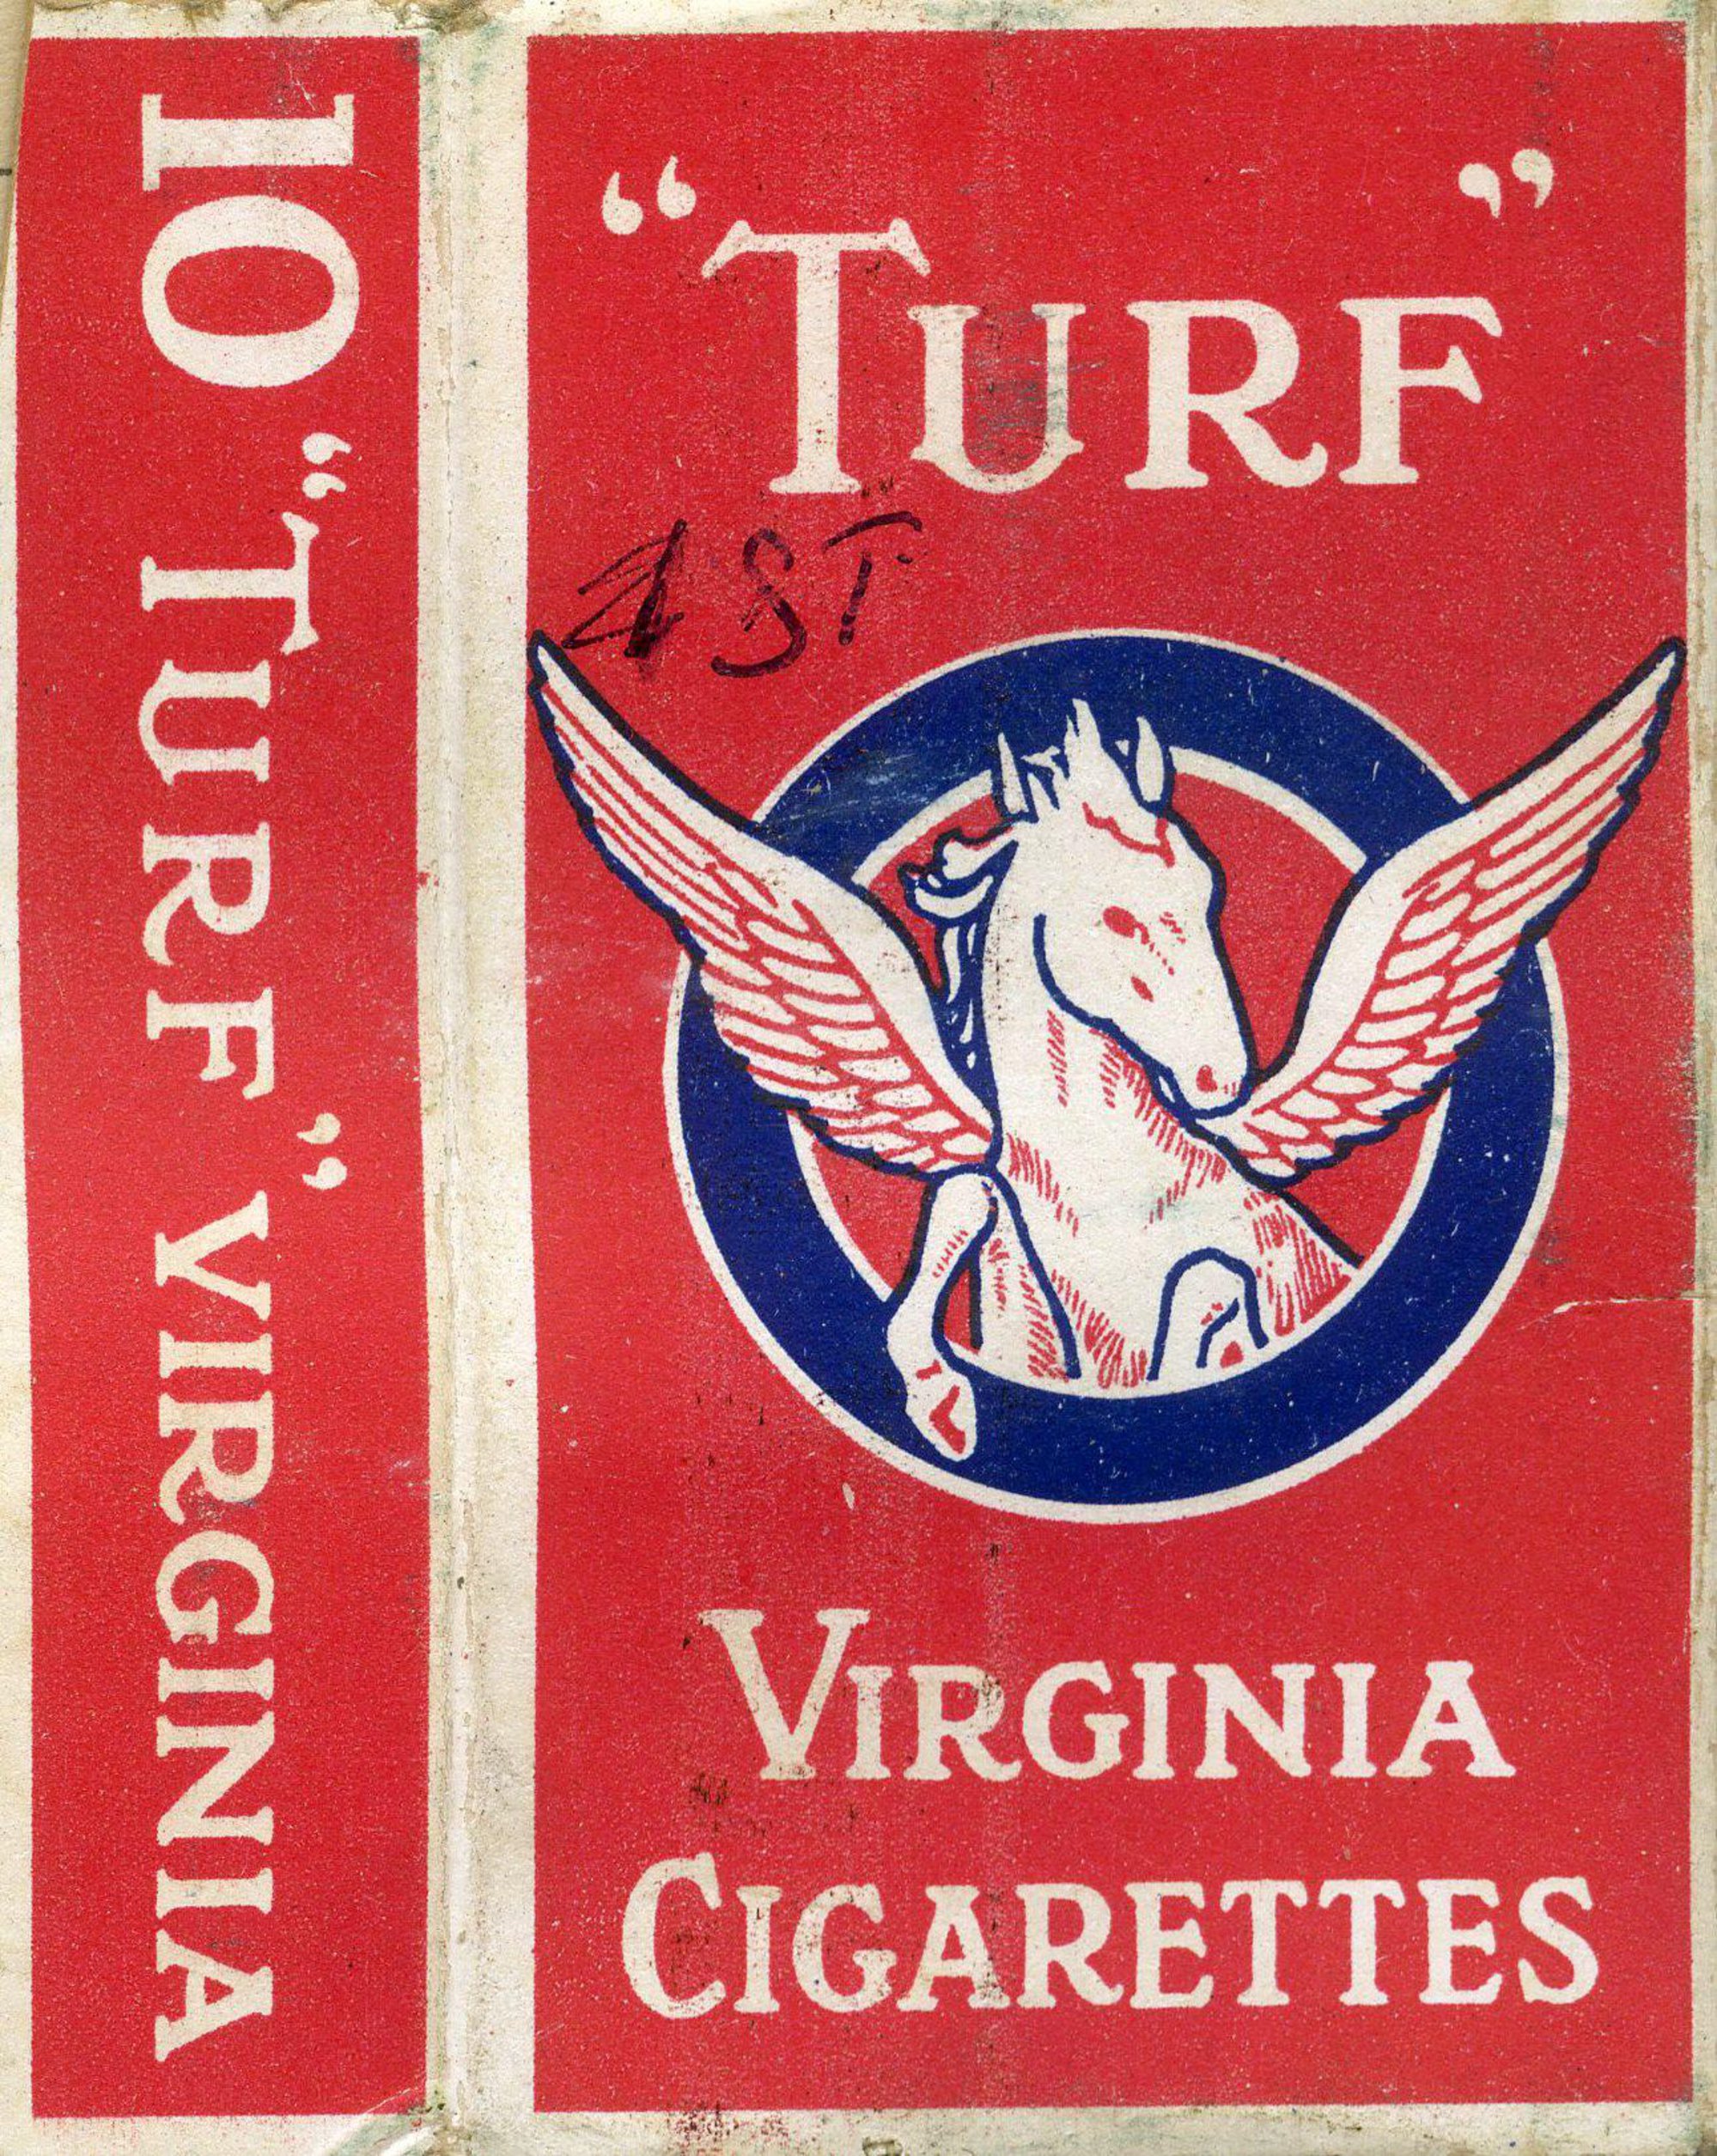 10 "TURF" VIRGINIA
"TURF"
VIRGINIA
CIGARETTES